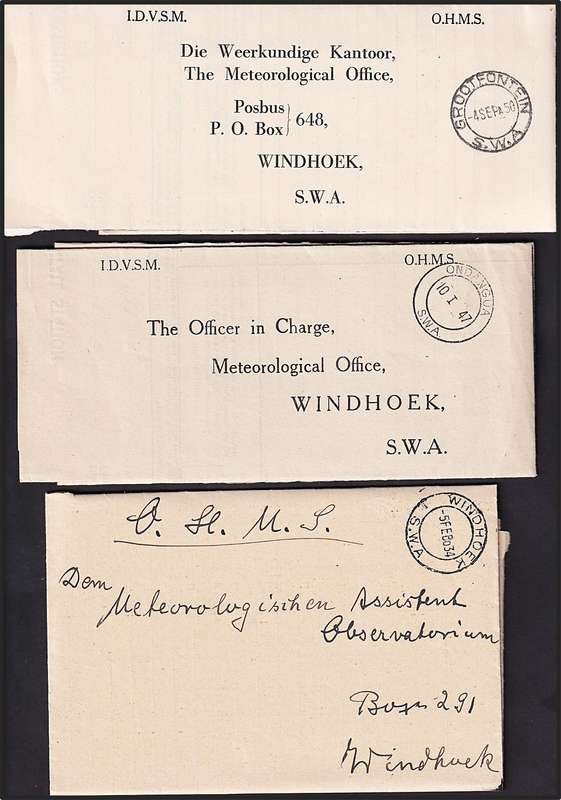 I.D.V.S.M. O.H.M.S.
Die Weerkundige Kantoor,
The Meteorological Office,
Posbus
P. O. Box } 648,
WINDHOEK,
S.W.A.
GROOTFONTEIN
-4SEP 50
S.W.A
I.D.V.S.M. O.H.M.S.
ONDANGUA
10 I 47
S.W.A
The Officer in Charge,
Meteorological Office,
WINDHOEK,
S.W.A.
O. H. M. S.
WINDHOEK
-5FEB 34
S.W.A
Dem
Meteorologischen Assistent
Observatorium
Box 291
Windhoek